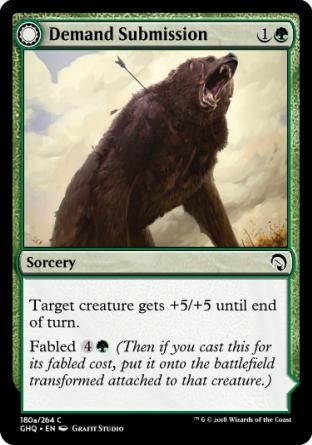 Demand Submission 1
Sorcery
Target creature gets +5/+5 until end
of turn.
Fabled 4 (Then if you cast this for
its fabled cost, put it onto the battlefield
transformed attached to that creature.)
180a/264 C
GHQ • EN Grafit Studio
™ & © 2018 Wizards of the Coast